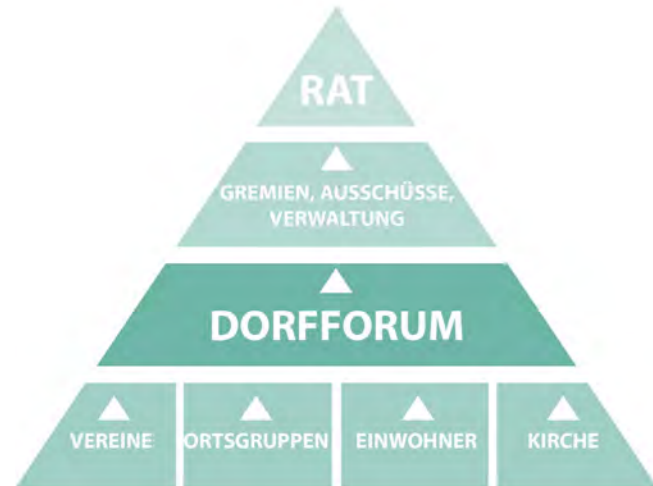 RAT
GREMIEN, AUSSCHÜSSE,
VERWALTUNG
DORFFORUM
VEREINE
ORTSGRUPPEN
EINWOHNER
KIRCHE